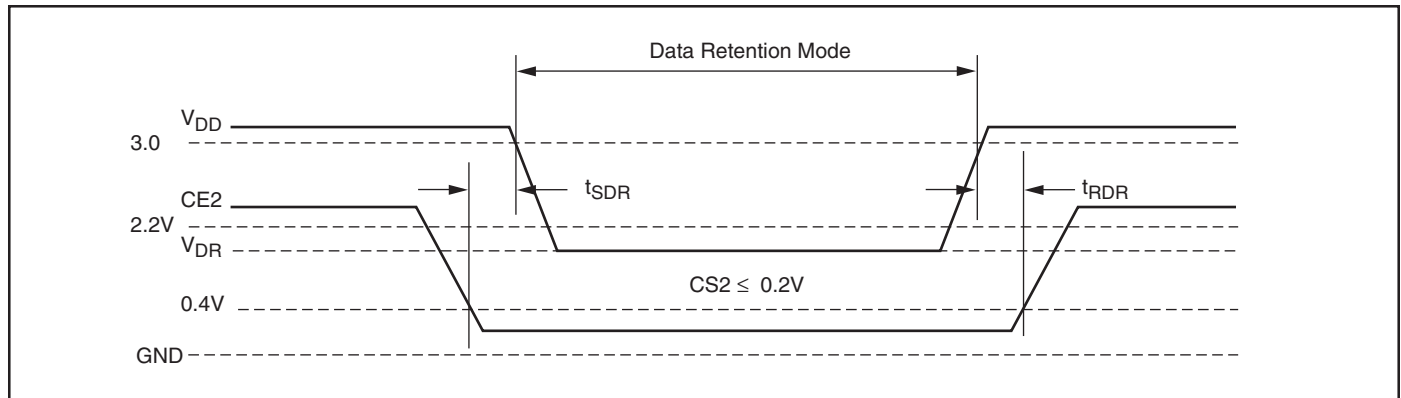 Data Retention Mode
VDD
3.0
tSDR
tRDR
CE2
2.2V
VDR
CS2 ≤ 0.2V
0.4V
GND